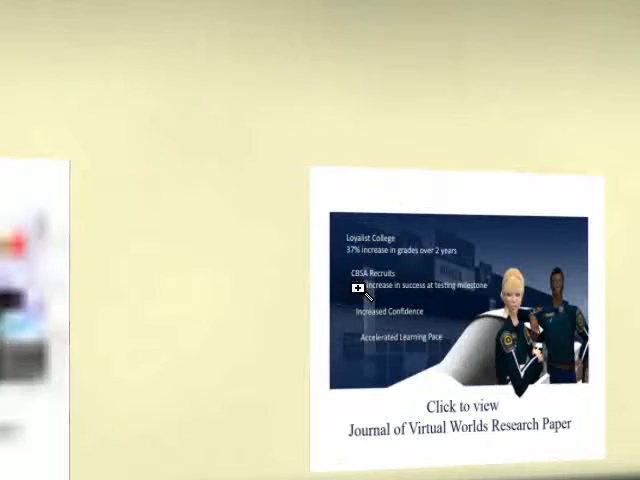 Loyalist College
37% increase in grades over 2 years
CBSA Recruits
increase in success at testing milestone
Increased Confidence
Accelerated Learning Pace
Click to view
Journal of Virtual Worlds Research Paper